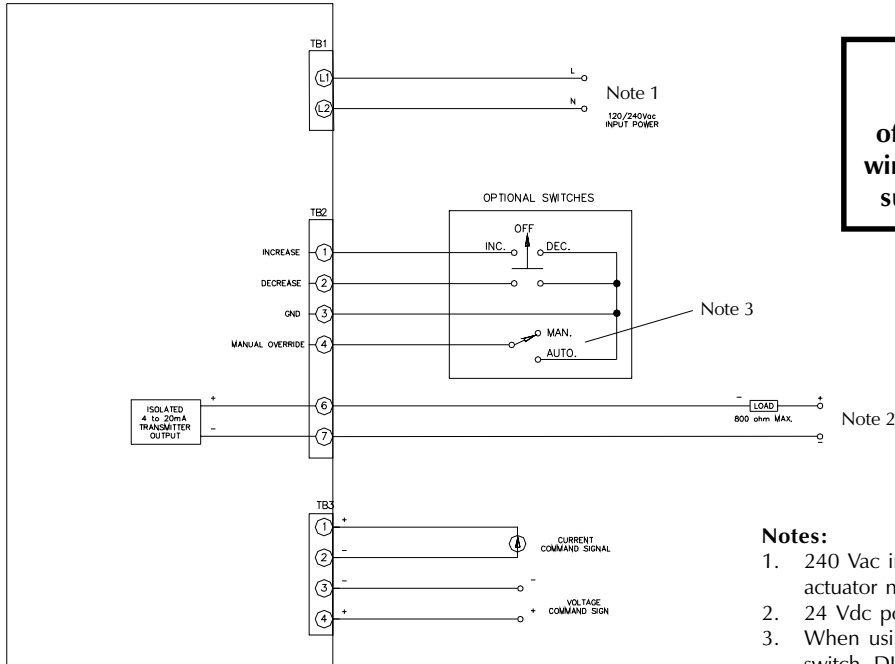 TB1
L1
L
Note 1
L2
N
120/240Vac
INPUT POWER
of
OPTIONAL SWITCHES
TB2
OFF
INC.
DEC.
INCREASE
1
DECREASE
2
GND
3
Note 3
MANUAL OVERRIDE
4
MAN.
AUTO.
ISOLATED
4 to 20mA
TRANSMITTER
OUTPUT
+
-
6
7
-
LOAD
+
800 ohm MAX.
-
Note 2
TB3
1
+
2
-
CURRENT
COMMAND SIGNAL
3
-
-
4
+
+
VOLTAGE
COMMAND SIGN
Notes:
1. 240 Vac
actuator
2. 24 Vdc
3. When
switch